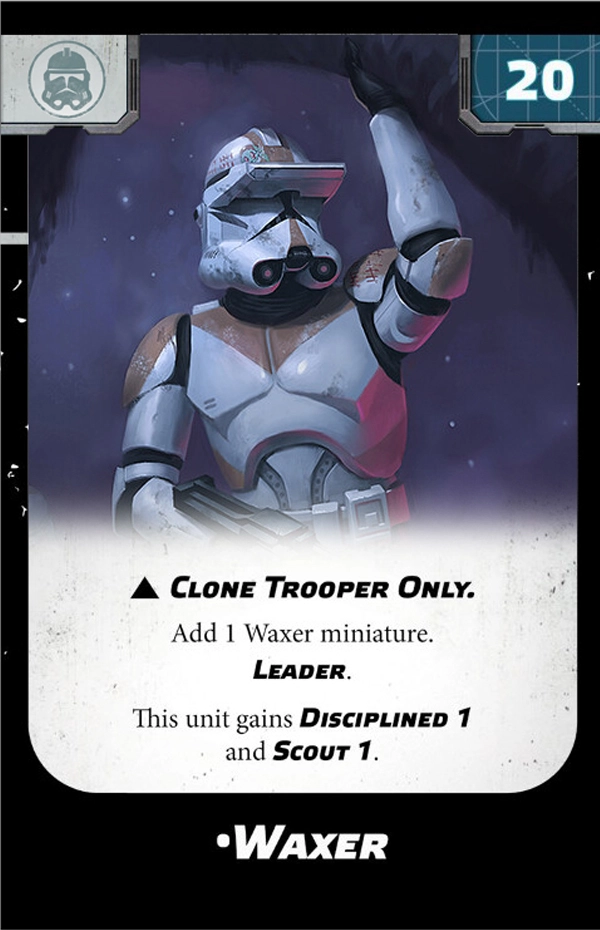 20
▲ CLONE TROOPER ONLY.
Add 1 Waxer miniature.
LEADER.
This unit gains DISCIPLINED 1
and SCOUT 1.
•WAXER